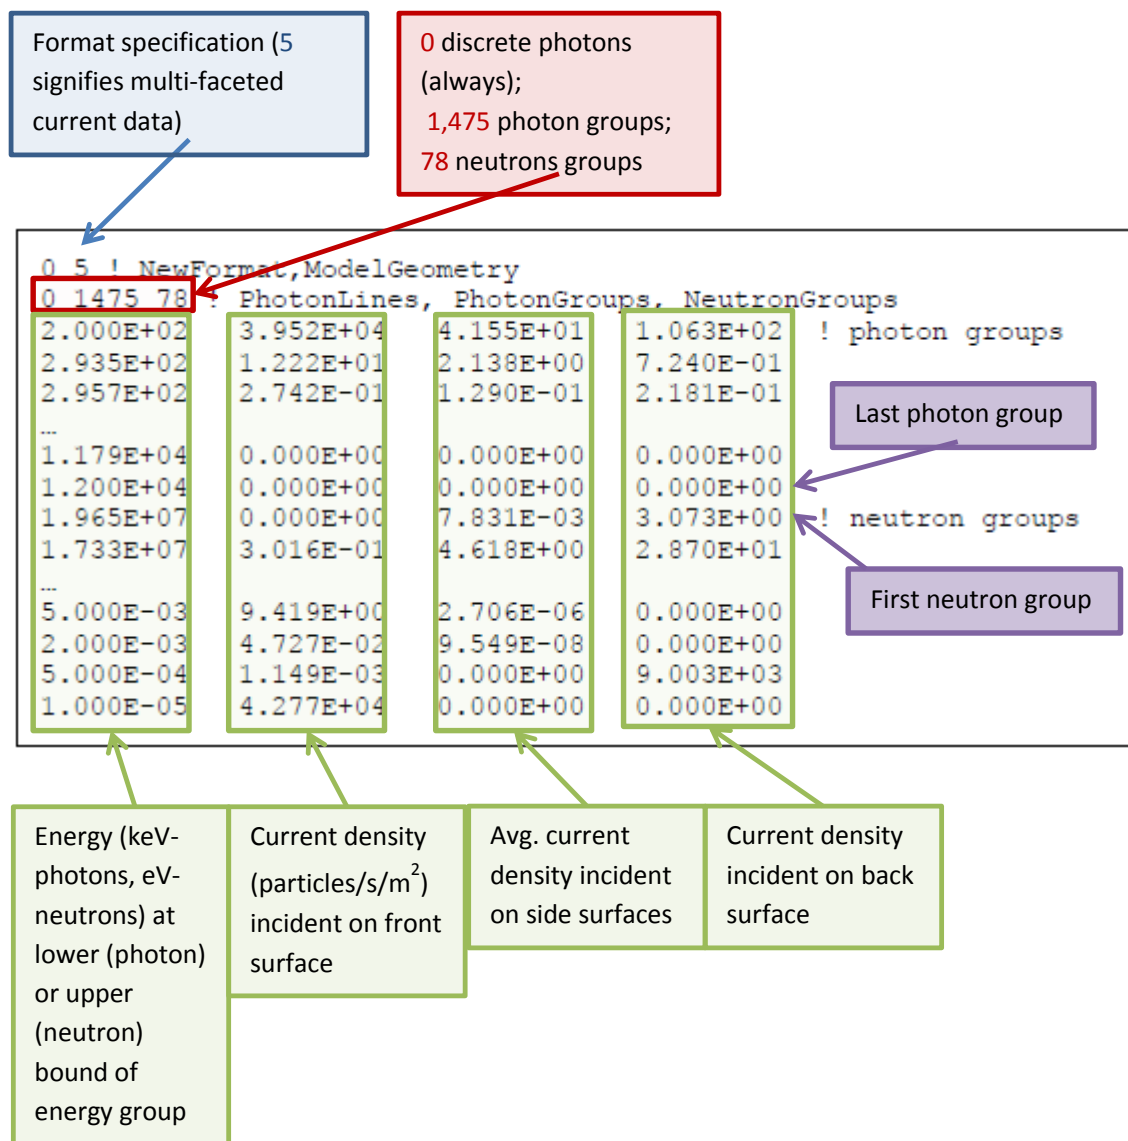 Format specification (5
signifies multi-faceted
current data)
0 discrete photons
(always);
1,475 photon groups;
78 neutrons groups
0 5 ! NewFormat,ModelGeometry
0 1475 78 ! PhotonLines, PhotonGroups, NeutronGroups
2.000E+02 3.952E+04 4.155E+01 1.063E+02 ! photon groups
2.935E+02 1.222E+01 2.138E+00 7.240E-01
2.957E+02 2.742E-01 1.290E-01 2.181E-01
…
1.179E+04 0.000E+00 0.000E+00 0.000E+00
1.200E+04 0.000E+00 0.000E+00 0.000E+00
1.965E+07 0.000E+00 7.831E-03 3.073E+00 ! neutron groups
1.733E+07 3.016E-01 4.618E+00 2.870E+01
…
5.000E-03 9.419E+00 2.706E-06 0.000E+00
2.000E-03 4.727E-02 9.549E-08 0.000E+00
5.000E-04 1.149E-03 0.000E+00 9.003E+03
1.000E-05 4.277E+04 0.000E+00 0.000E+00
Last photon group
First neutron group
Energy (keV-
photons, eV-
neutrons) at
lower (photon)
or upper
(neutron)
bound of
energy group
Current density
(particles/s/m²)
incident on front
surface
Avg. current
density incident
on side surfaces
Current density
incident on back
surface